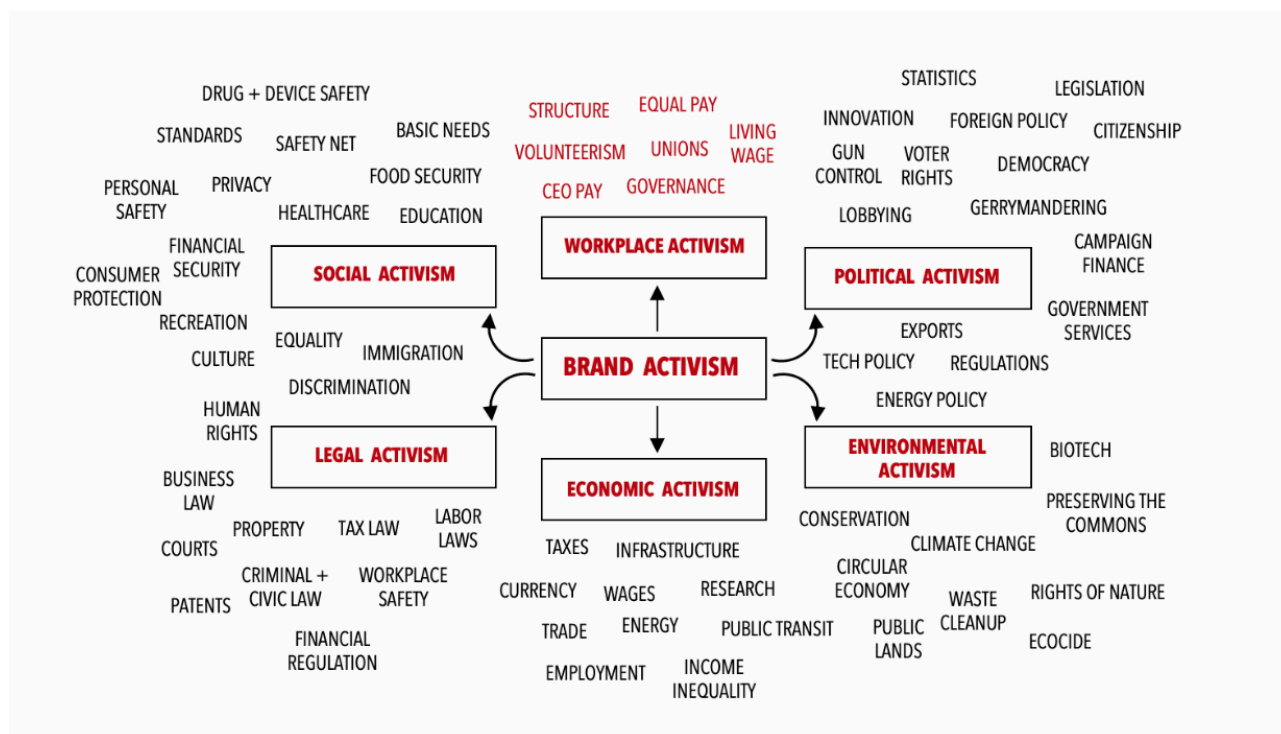 DRUG + DEVICE SAFETY
STANDARDS
SAFETY NET
BASIC NEEDS
PERSONAL
SAFETY
PRIVACY
FOOD SECURITY
HEALTHCARE
EDUCATION
FINANCIAL
SECURITY
CONSUMER
PROTECTION
SOCIAL ACTIVISM
RECREATION
CULTURE
EQUALITY
IMMIGRATION
DISCRIMINATION
HUMAN
RIGHTS
STRUCTURE
EQUAL PAY
VOLUNTEERISM
UNIONS
LIVING
WAGE
CEO PAY
GOVERNANCE
WORKPLACE ACTIVISM
STATISTICS
LEGISLATION
INNOVATION
FOREIGN POLICY
CITIZENSHIP
GUN
CONTROL
VOTER
RIGHTS
DEMOCRACY
LOBBYING
GERRYMANDERING
CAMPAIGN
FINANCE
POLITICAL ACTIVISM
GOVERNMENT
SERVICES
EXPORTS
TECH POLICY
REGULATIONS
ENERGY POLICY
BRAND ACTIVISM
LEGAL ACTIVISM
BUSINESS
LAW
PROPERTY
TAX LAW
LABOR
LAWS
COURTS
CRIMINAL +
CIVIC LAW
WORKPLACE
SAFETY
PATENTS
FINANCIAL
REGULATION
ECONOMIC ACTIVISM
TAXES
INFRASTRUCTURE
CURRENCY
WAGES
RESEARCH
TRADE
ENERGY
PUBLIC TRANSIT
EMPLOYMENT
INCOME
INEQUALITY
ENVIRONMENTAL
ACTIVISM
BIOTECH
PRESERVING THE
COMMONS
CONSERVATION
CLIMATE CHANGE
CIRCULAR
ECONOMY
WASTE
CLEANUP
RIGHTS OF NATURE
PUBLIC
LANDS
ECOCIDE